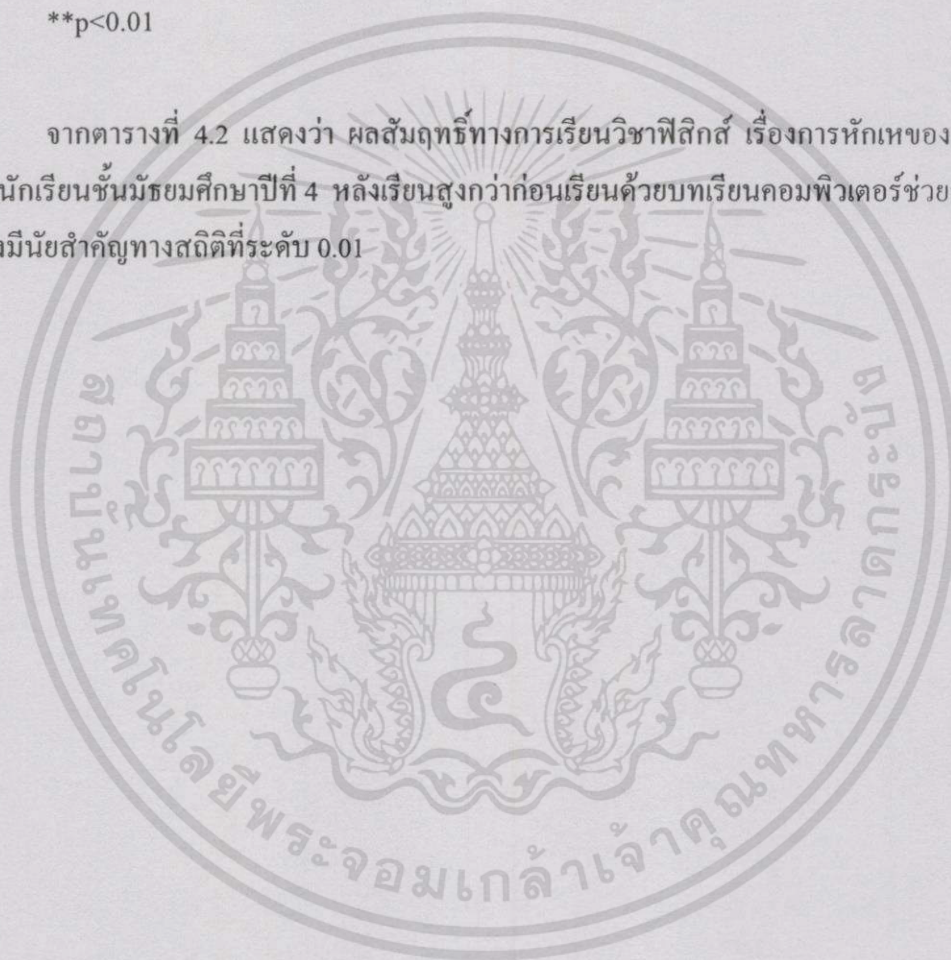 **p<0.01
จากตารางที่ 4.2 แสดงว่า ผลสัมฤทธิ์ทางการเรียนวิชาฟิสิกส์ เรื่องการหักเหของ
นักเรียนชั้นมัธยมศึกษาปีที่ 4 หลังเรียนสูงกว่าก่อนเรียนด้วยบทเรียนคอมพิวเตอร์ช่วย
งมีนัยสำคัญทางสถิติที่ระดับ 0.01
สถาบันเทคโนโลยีพระจอมเกล้าเจ้าคุณทหารลาดกระบัง